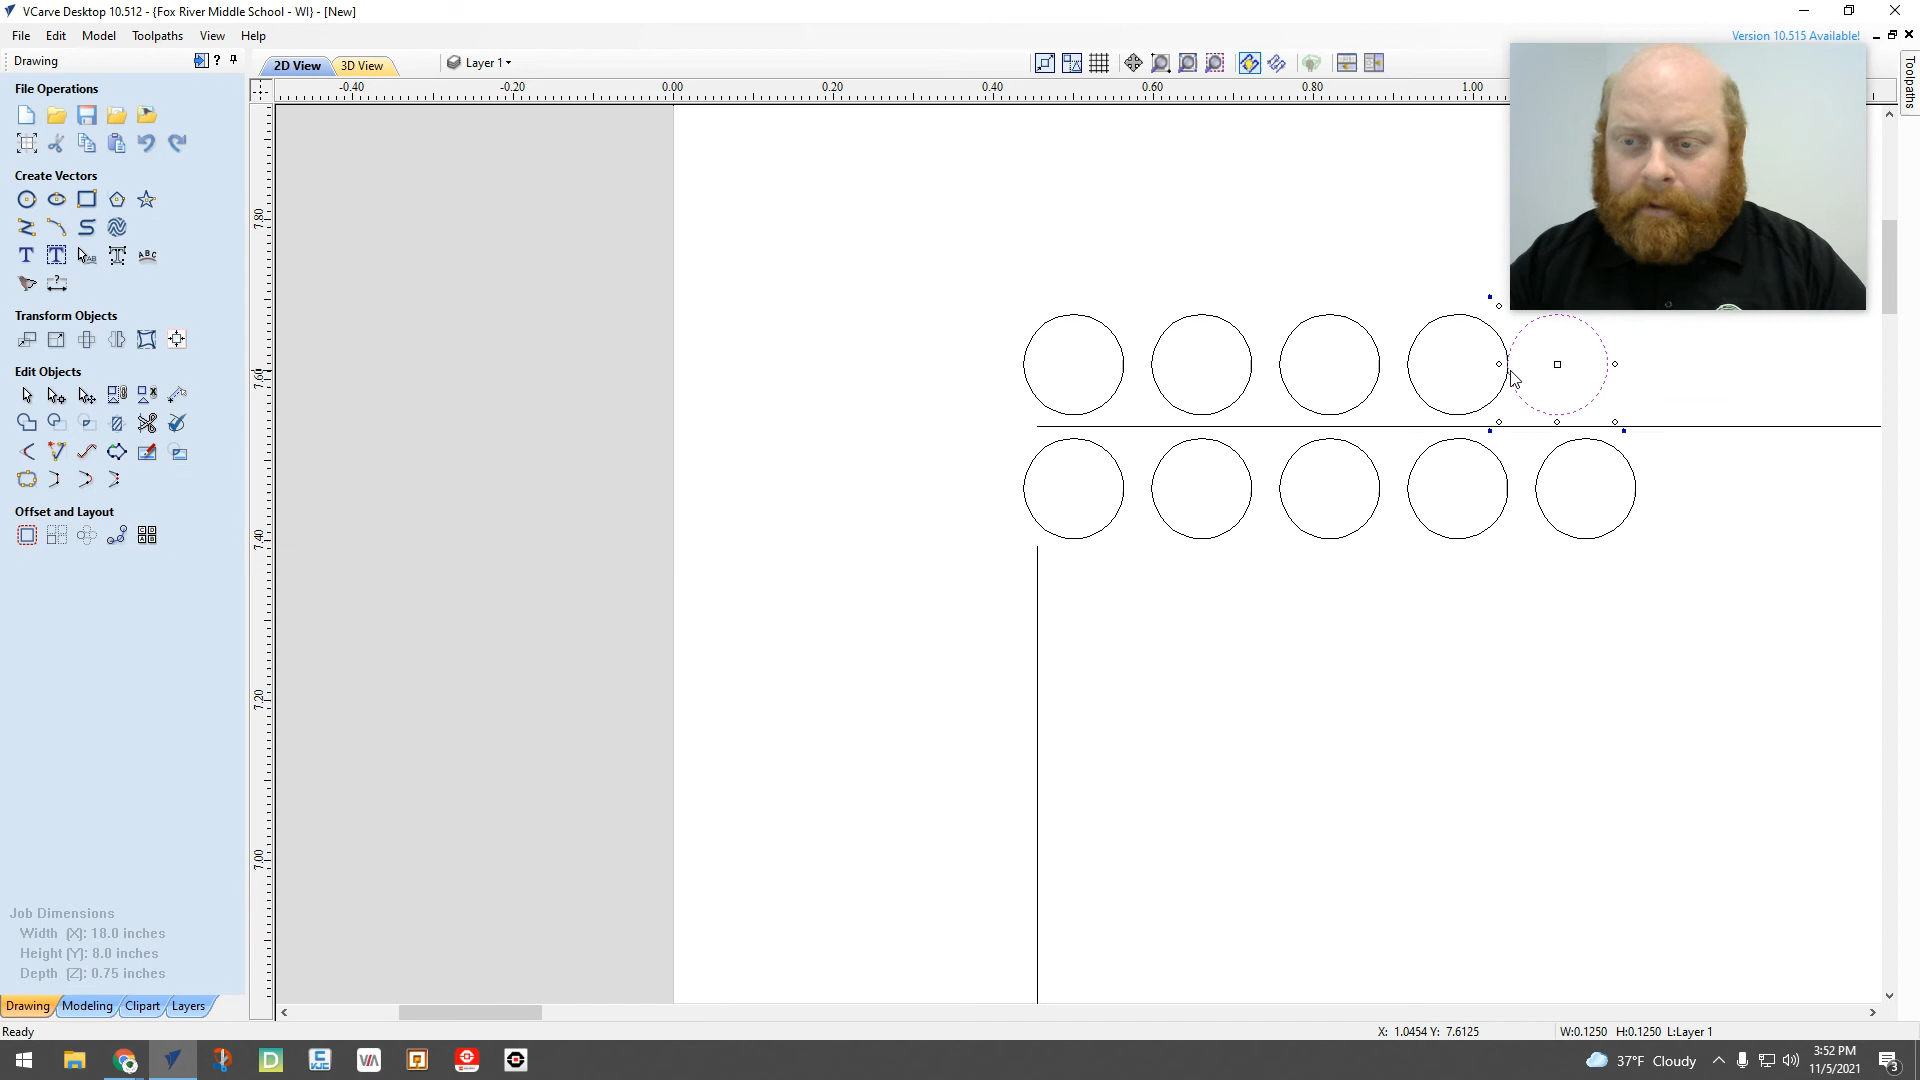 VCarve Desktop 10.512 - {Fox River Middle School - WI} - [New]
File Edit Model Toolpaths View Help
Version 10.515 Available!
Drawing
?
2D View 3D View Layer 1
Toolpaths
-0.40 -0.20 0.00 0.20 0.40 0.60 0.80 1.00
File Operations
Create Vectors
Transform Objects
Edit Objects
Offset and Layout
7.80
7.60
7.40
7.20
7.00
Job Dimensions
Width (X): 18.0 inches
Height (Y): 8.0 inches
Depth (Z): 0.75 inches
Drawing Modeling Clipart Layers
Ready
X: 1.0454 Y: 7.6125
W:0.1250 H:0.1250 L:Layer 1
37°F Cloudy
3:52 PM
11/5/2021
3